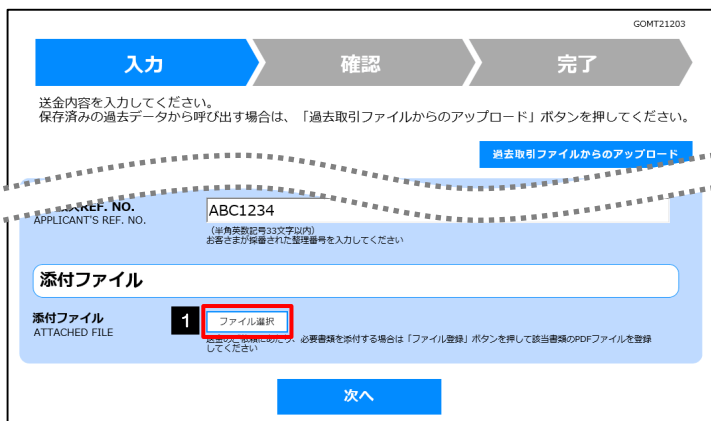 GOMT21203
入力
確認
完了
送金内容を入力してください。
保存済みの過去データから呼び出す場合は、「過去取引ファイルからのアップロード」ボタンを押してください。
過去取引ファイルからのアップロード
REF. NO.
APPLICANT'S REF. NO.
ABC1234
（半角英数記号33文字以内）
お客さまが採番された整理番号を入力してください
添付ファイル
添付ファイル
ATTACHED FILE
1
ファイル選択
送金のご依頼にあたり、必要書類を添付する場合は「ファイル登録」ボタンを押して該当書類のPDFファイルを登録
してください
次へ